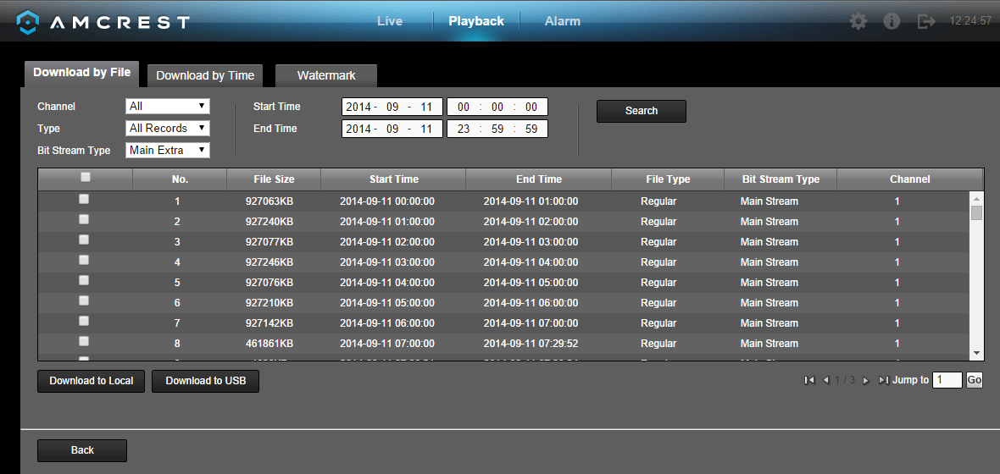 AMCREST Live Playback Alarm 12:24:57
Download by File Download by Time Watermark
Channel All Start Time 2014 - 09 - 11 00 : 00 : 00 Search
Type All Records End Time 2014 - 09 - 11 23 : 59 : 59
Bit Stream Type Main Extra
No. File Size Start Time End Time File Type Bit Stream Type Channel
1 927063KB 2014-09-11 00:00:00 2014-09-11 01:00:00 Regular Main Stream 1
2 927240KB 2014-09-11 01:00:00 2014-09-11 02:00:00 Regular Main Stream 1
3 927077KB 2014-09-11 02:00:00 2014-09-11 03:00:00 Regular Main Stream 1
4 927246KB 2014-09-11 03:00:00 2014-09-11 04:00:00 Regular Main Stream 1
5 927076KB 2014-09-11 04:00:00 2014-09-11 05:00:00 Regular Main Stream 1
6 927210KB 2014-09-11 05:00:00 2014-09-11 06:00:00 Regular Main Stream 1
7 927142KB 2014-09-11 06:00:00 2014-09-11 07:00:00 Regular Main Stream 1
8 461861KB 2014-09-11 07:00:00 2014-09-11 07:29:52 Regular Main Stream 1
Download to Local Download to USB 1 / 3 Jump to 1 Go
Back